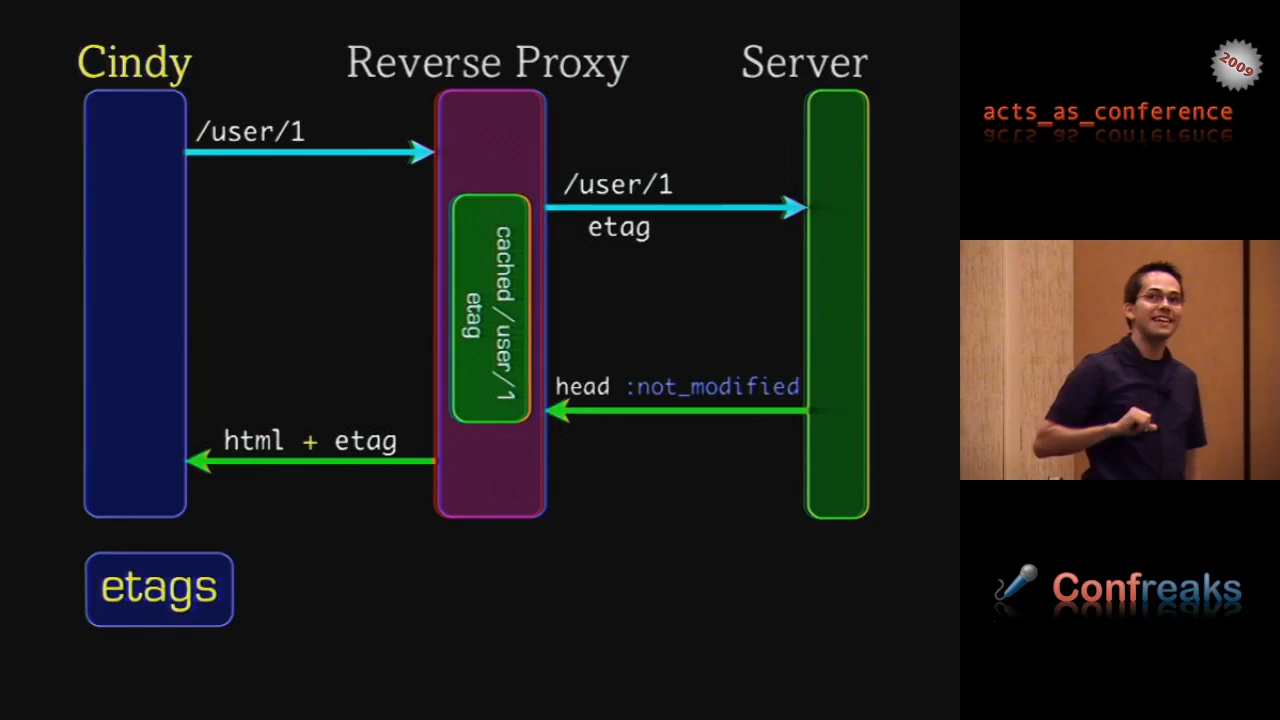 Cindy
Reverse Proxy
Server
/user/1
/user/1
etag
cached /user/1
etag
head :not_modified
html + etag
etags
2009
acts_as_conference
Confreaks